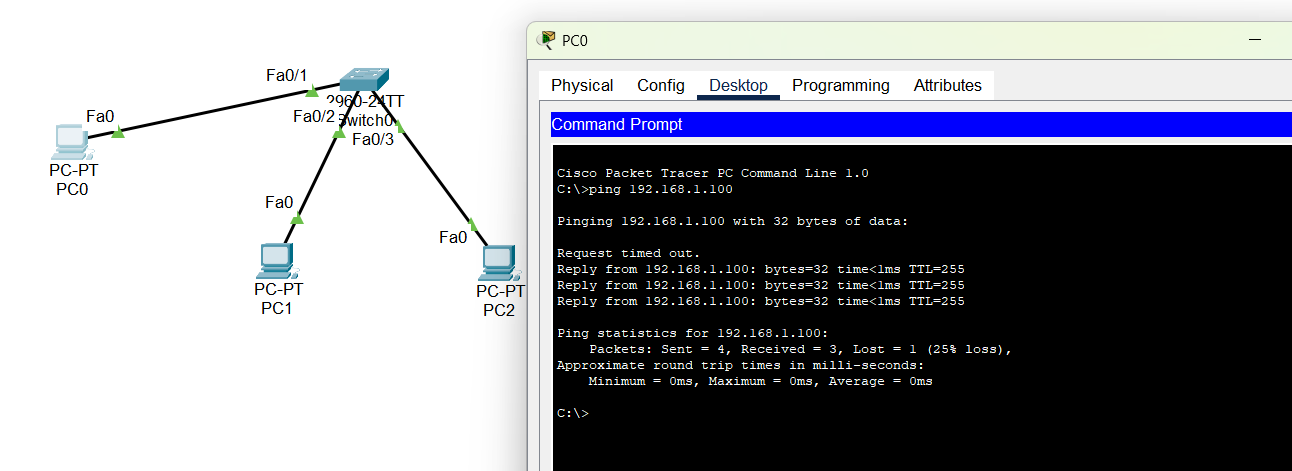 Fa0/1
2960-24TT
Fa0/2
Switch0
Fa0/3
Fa0
PC-PT
PC0
Fa0
PC-PT
PC1
Fa0
PC-PT
PC2
PC0
Physical Config Desktop Programming Attributes
Command Prompt
Cisco Packet Tracer PC Command Line 1.0
C:\>ping 192.168.1.100
Pinging 192.168.1.100 with 32 bytes of data:
Request timed out.
Reply from 192.168.1.100: bytes=32 time<1ms TTL=255
Reply from 192.168.1.100: bytes=32 time<1ms TTL=255
Reply from 192.168.1.100: bytes=32 time<1ms TTL=255
Ping statistics for 192.168.1.100:
Packets: Sent = 4, Received = 3, Lost = 1 (25% loss),
Approximate round trip times in milli-seconds:
Minimum = 0ms, Maximum = 0ms, Average = 0ms
C:\>